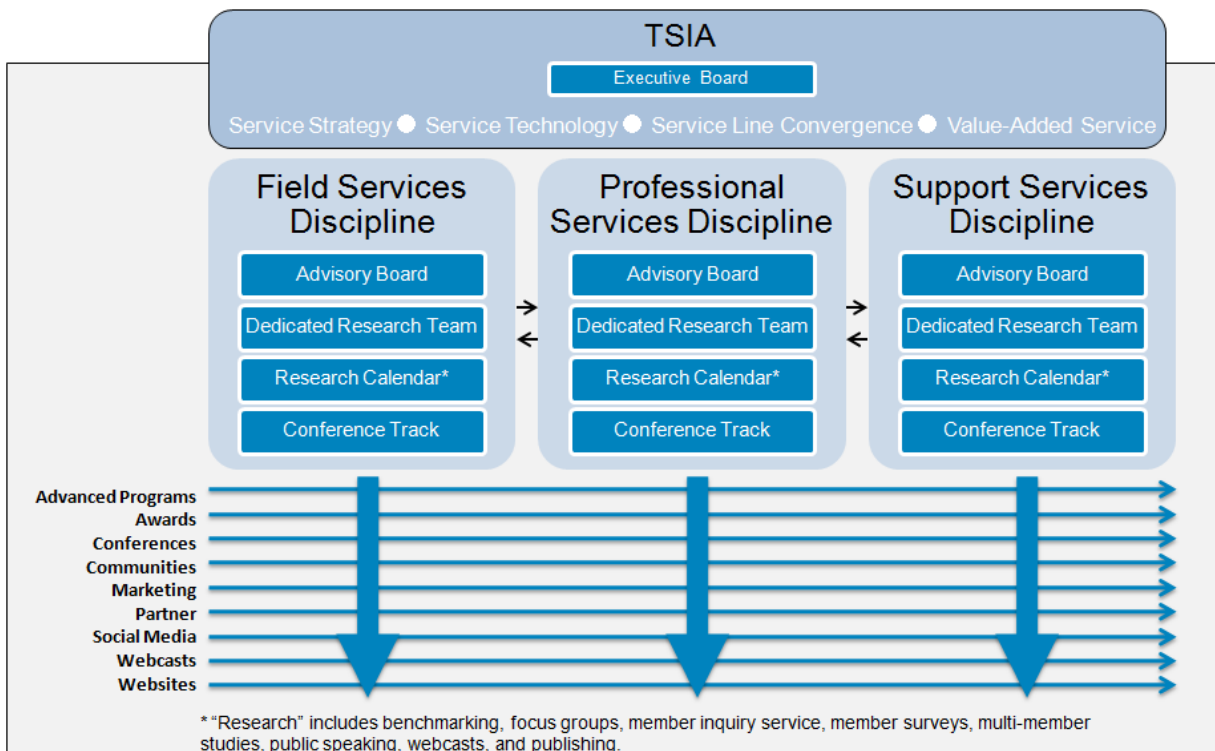 TSIA
Executive Board
Service Strategy ● Service Technology ● Service Line Convergence ● Value-Added Service
Field Services
Discipline
Advisory Board
Dedicated Research Team
Research Calendar*
Conference Track
Professional
Services Discipline
Advisory Board
Dedicated Research Team
Research Calendar*
Conference Track
Support Services
Discipline
Advisory Board
Dedicated Research Team
Research Calendar*
Conference Track
Advanced Programs
Awards
Conferences
Communities
Marketing
Partner
Social Media
Webcasts
Websites
* “Research” includes benchmarking, focus groups, member inquiry service, member surveys, multi-member
studies, public speaking, webcasts, and publishing.